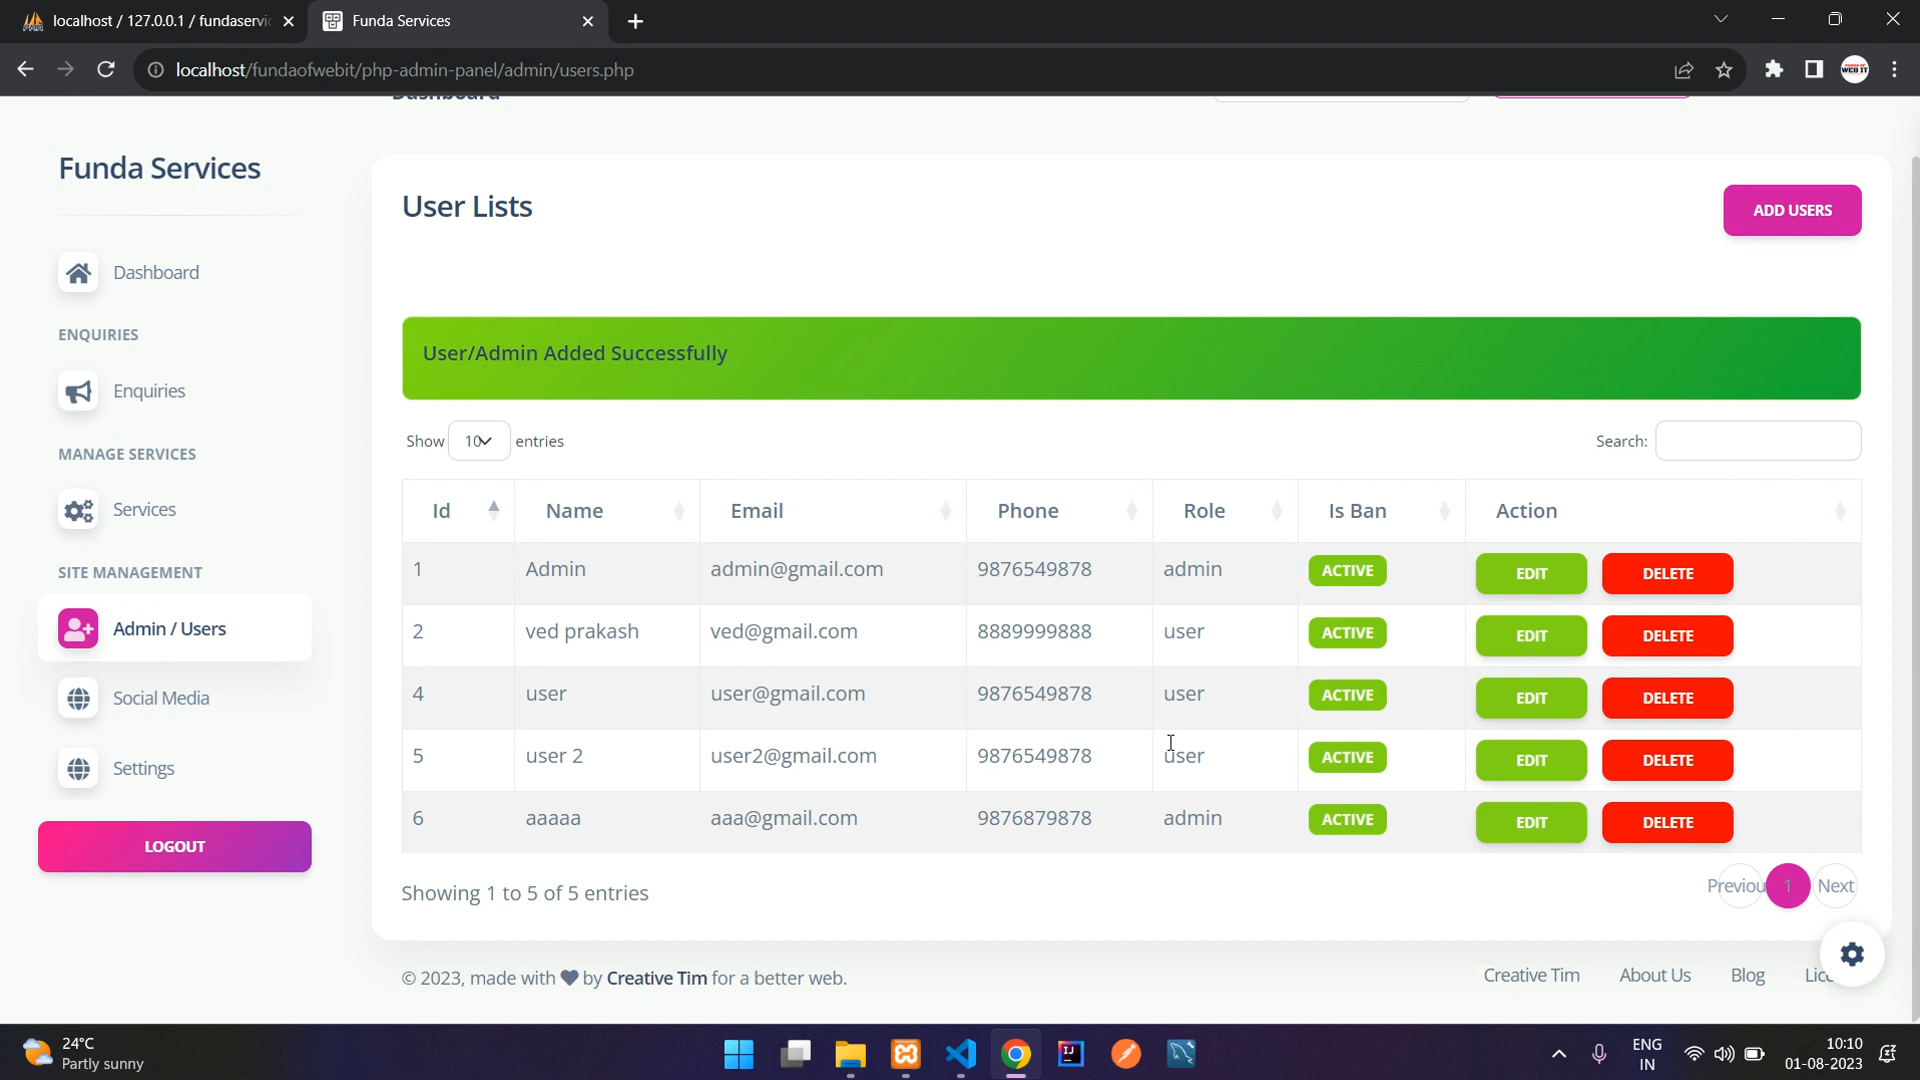 localhost / 127.0.0.1 / fundaservic
Funda Services
localhost/fundaofwebit/php-admin-panel/admin/users.php
WEB IT
Dashboard
Funda Services
Dashboard
ENQUIRIES
Enquiries
MANAGE SERVICES
Services
SITE MANAGEMENT
Admin / Users
Social Media
Settings
LOGOUT
User Lists
ADD USERS
User/Admin Added Successfully
Show 10 entries
Search:
Id Name Email Phone Role Is Ban Action
1 Admin admin@gmail.com 9876549878 admin ACTIVE EDIT DELETE
2 ved prakash ved@gmail.com 8889999888 user ACTIVE EDIT DELETE
4 user user@gmail.com 9876549878 user ACTIVE EDIT DELETE
5 user 2 user2@gmail.com 9876549878 user ACTIVE EDIT DELETE
6 aaaaa aaa@gmail.com 9876879878 admin ACTIVE EDIT DELETE
Showing 1 to 5 of 5 entries
Previou 1 Next
© 2023, made with ♥ by Creative Tim for a better web.
Creative Tim About Us Blog Lice
24°C
Partly sunny
ENG
IN
10:10
01-08-2023